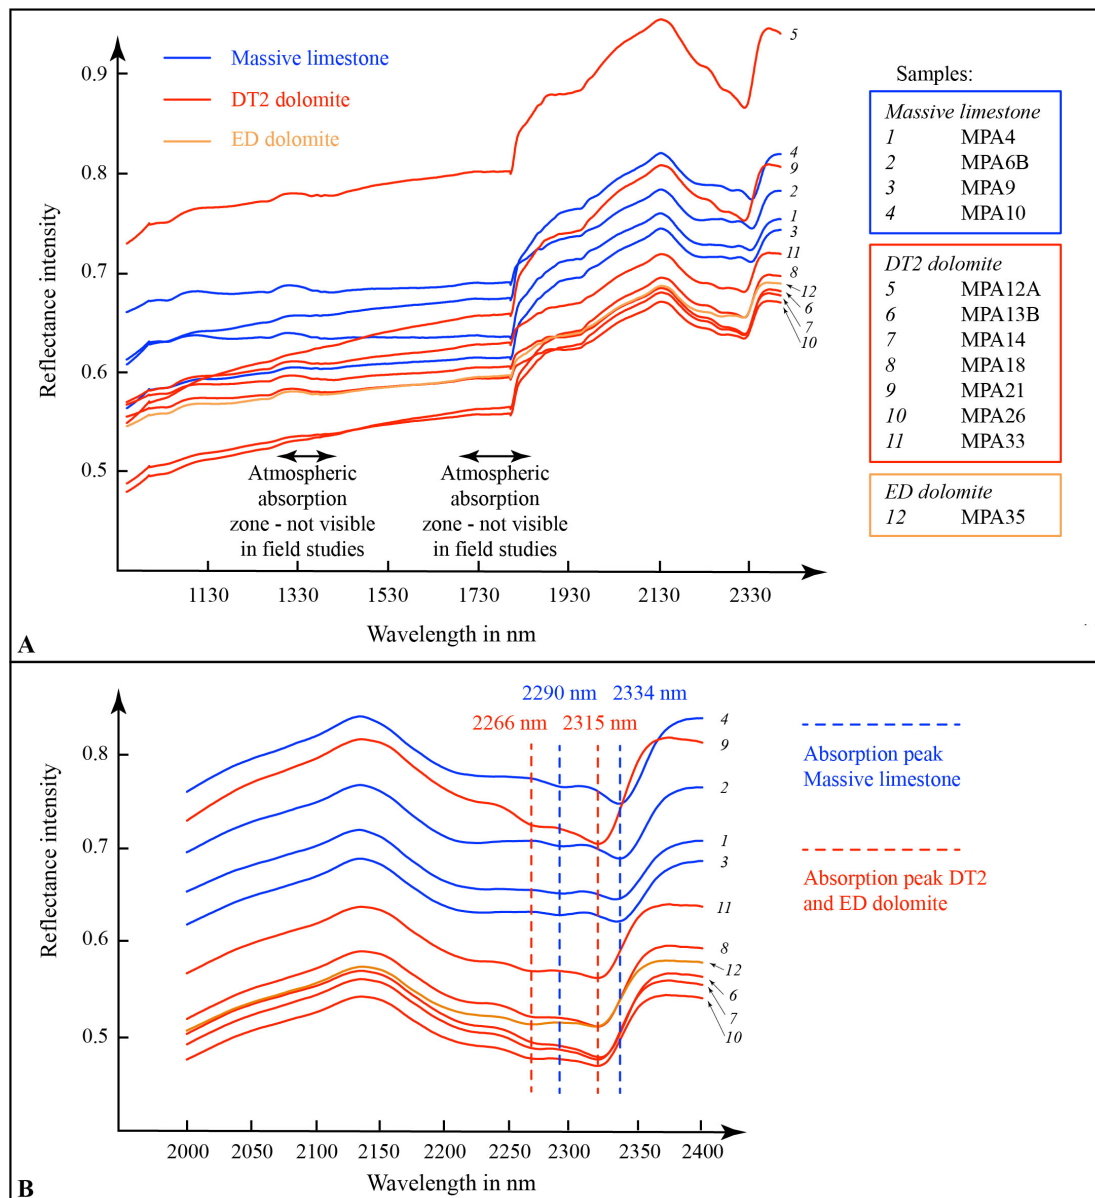 Massive limestone
DT2 dolomite
ED dolomite
Reflectance intensity
0.9
0.8
0.7
0.6
0.5
5
4
9
2
1
3
11
8
12
6
7
10
Atmospheric
absorption
zone - not visible
in field studies
Atmospheric
absorption
zone - not visible
in field studies
1130
1330
1530
1730
1930
2130
2330
Wavelength in nm
A
Samples:
Massive limestone
1 MPA4
2 MPA6B
3 MPA9
4 MPA10
DT2 dolomite
5 MPA12A
6 MPA13B
7 MPA14
8 MPA18
9 MPA21
10 MPA26
11 MPA33
ED dolomite
12 MPA35
2290 nm
2334 nm
2266 nm
2315 nm
Reflectance intensity
0.8
0.7
0.6
0.5
4
9
2
1
3
11
8
12
6
7
10
2000
2050
2100
2150
2200
2250
2300
2350
2400
Wavelength in nm
B
Absorption peak
Massive limestone
Absorption peak DT2
and ED dolomite